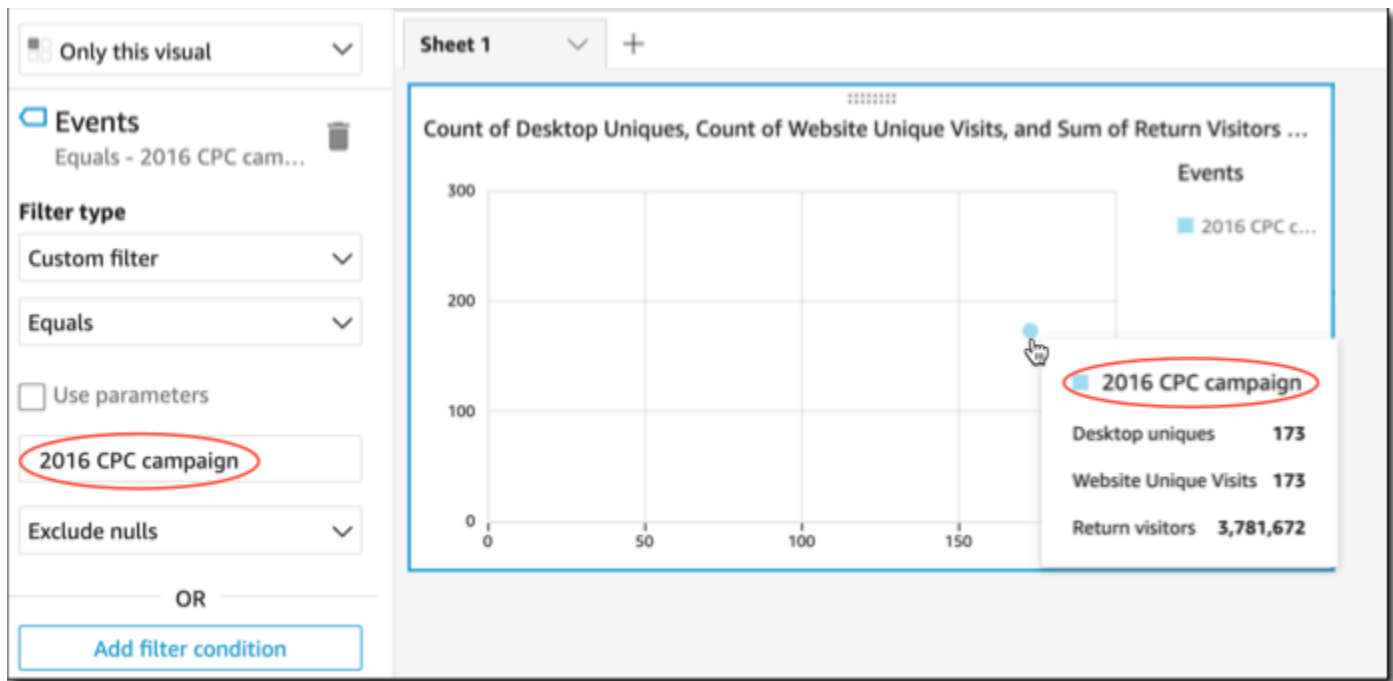 Only this visual
Events
Equals - 2016 CPC cam...
Filter type
Custom filter
Equals
Use parameters
2016 CPC campaign
Exclude nulls
OR
Add filter condition
Sheet 1
Count of Desktop Uniques, Count of Website Unique Visits, and Sum of Return Visitors ...
Events
2016 CPC c...
300
200
100
0
0 50 100 150
2016 CPC campaign
Desktop uniques 173
Website Unique Visits 173
Return visitors 3,781,672